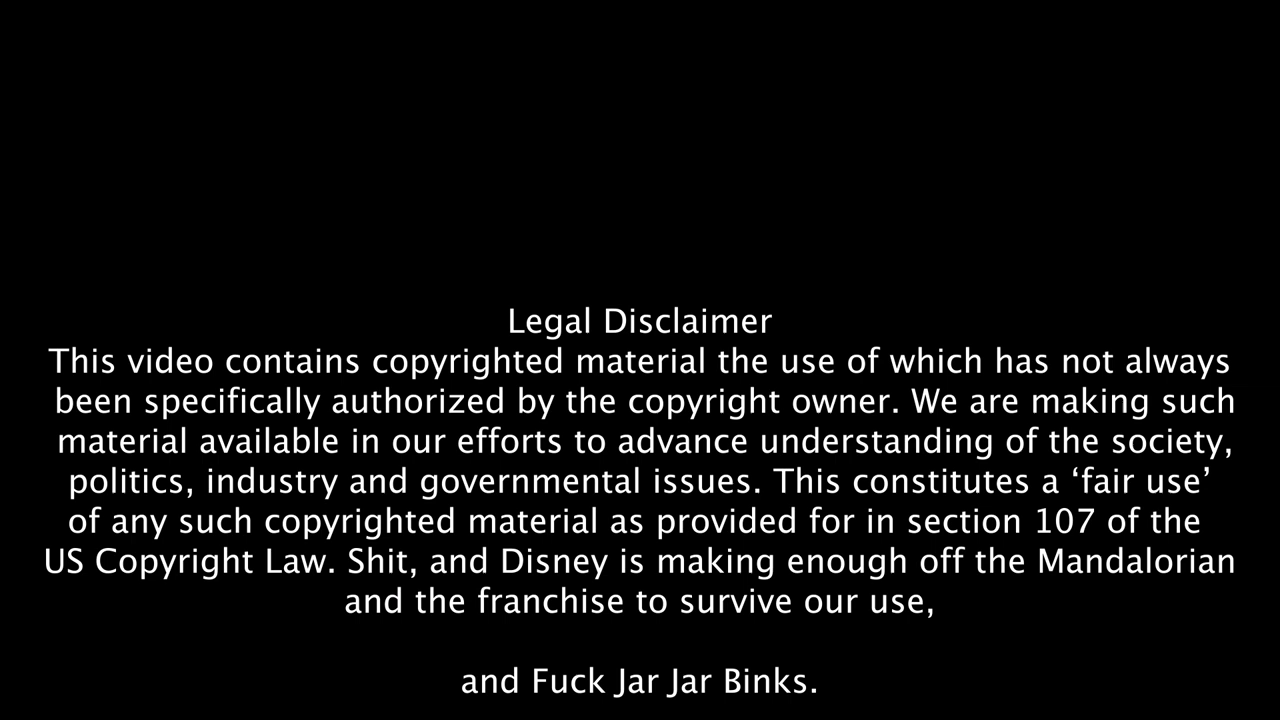 Legal Disclaimer
This video contains copyrighted material the use of which has not always
been specifically authorized by the copyright owner. We are making such
material available in our efforts to advance understanding of the society,
politics, industry and governmental issues. This constitutes a ‘fair use’
of any such copyrighted material as provided for in section 107 of the
US Copyright Law. Shit, and Disney is making enough off the Mandalorian
and the franchise to survive our use,
and Fuck Jar Jar Binks.